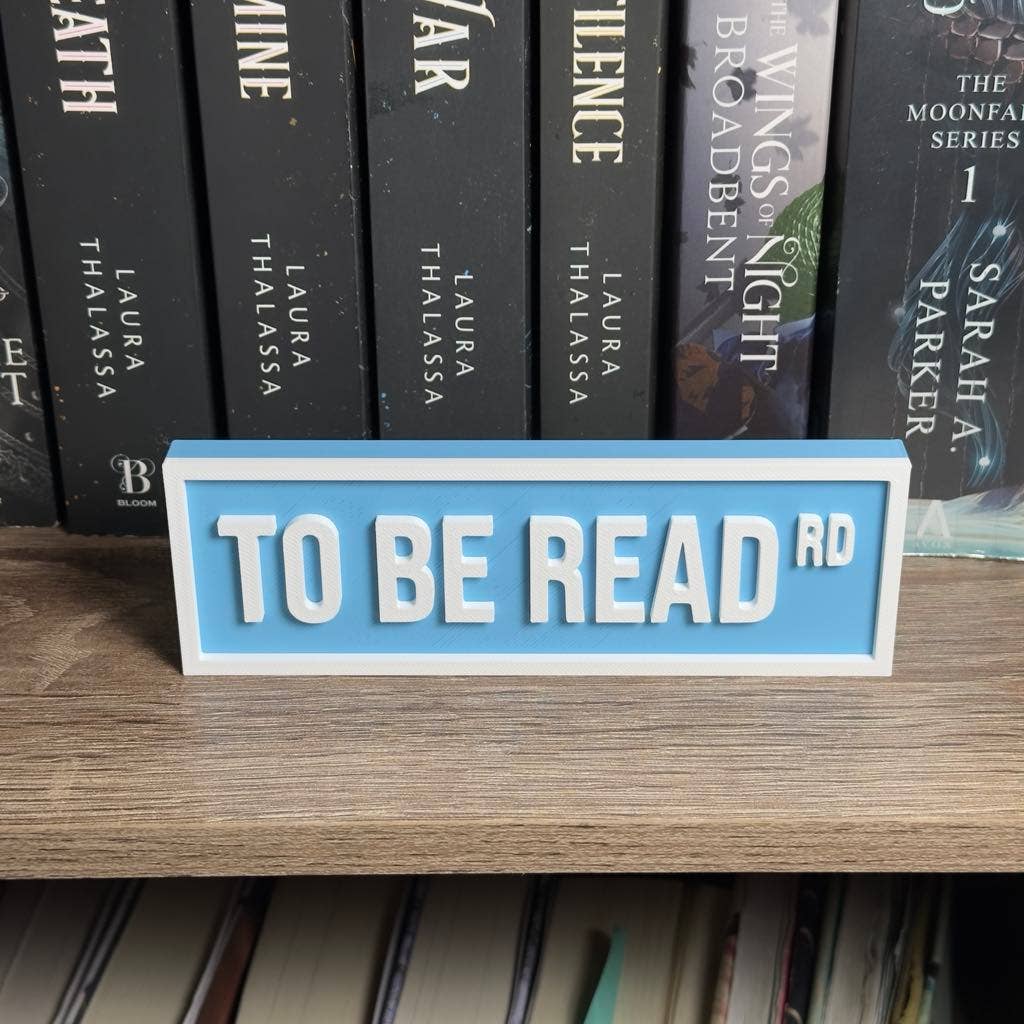 EATH
LAURA
THALASSA
B
BLOOM
MINE
LAURA
THALASSA
WAR
LAURA
THALASSA
TILENCE
LAURA
THALASSA
THE WINGS OF NIGHT
BROADBENT
THE
MOONFA
SERIES
1
SARAH A.
PARKER
TO BE READ RD